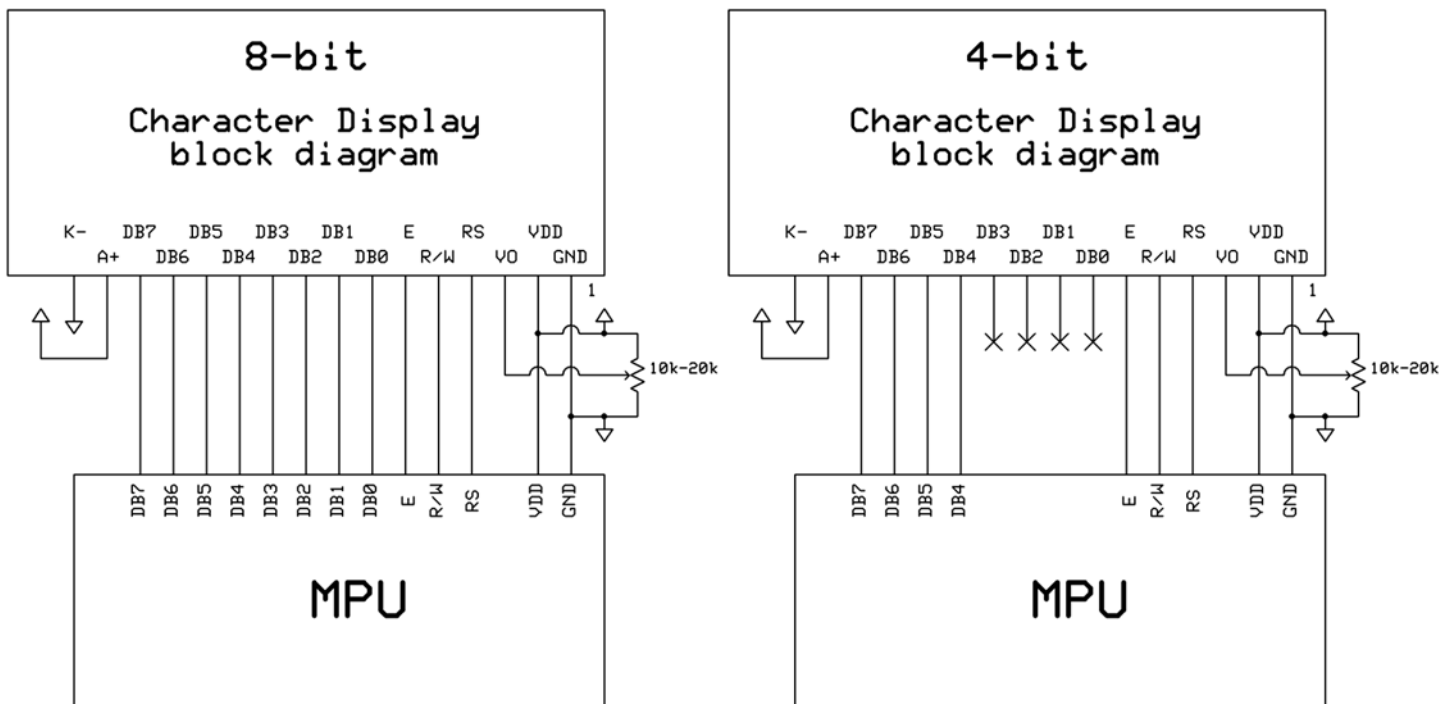 8-bit
Character Display
block diagram
K- DB7 DB5 DB3 DB1 E RS VDD
A+ DB6 DB4 DB2 DB0 R/W VO GND
1
10k-20k
DB7 DB6 DB5 DB4 DB3 DB2 DB1 DB0 E R/W RS VDD GND
MPU
4-bit
Character Display
block diagram
K- DB7 DB5 DB3 DB1 E RS VDD
A+ DB6 DB4 DB2 DB0 R/W VO GND
1
10k-20k
DB7 DB6 DB5 DB4 E R/W RS VDD GND
MPU